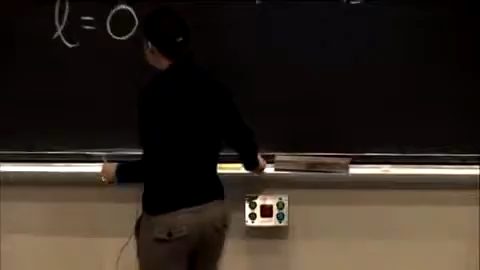 ℓ = 0